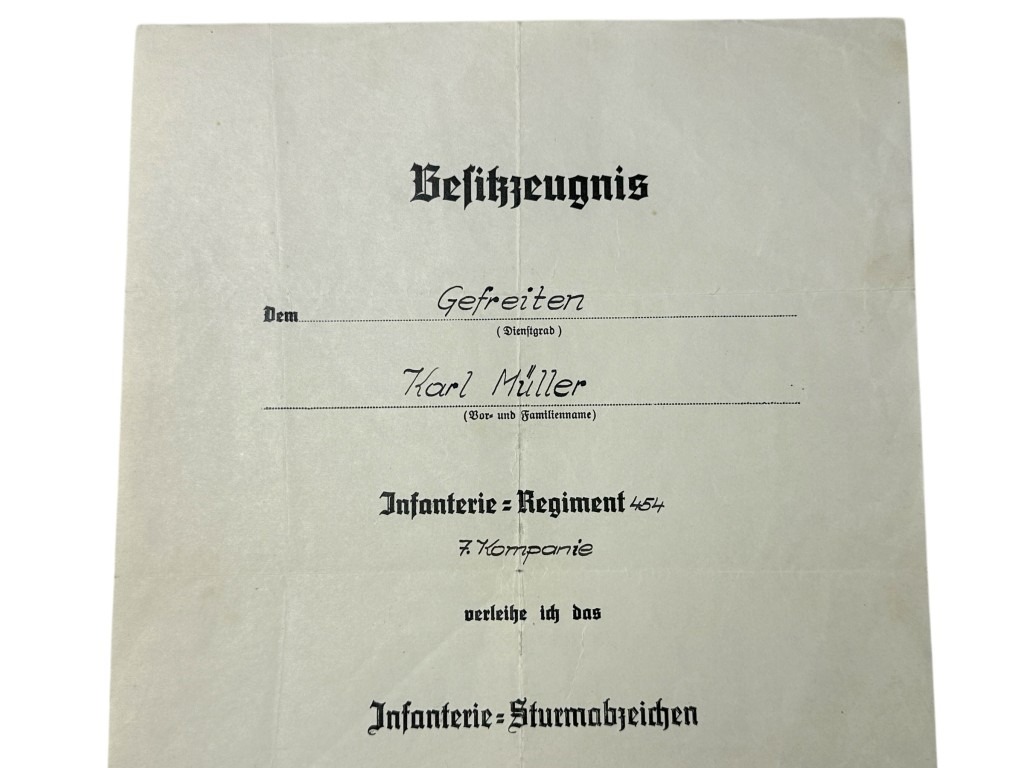 Besitzzeugnis
Dem Gefreiten
(Dienstgrad)
Karl Müller
(Vor- und Familienname)
Infanterie=Regiment 454
7. Kompanie
verleihe ich das
Infanterie=Sturmabzeichen